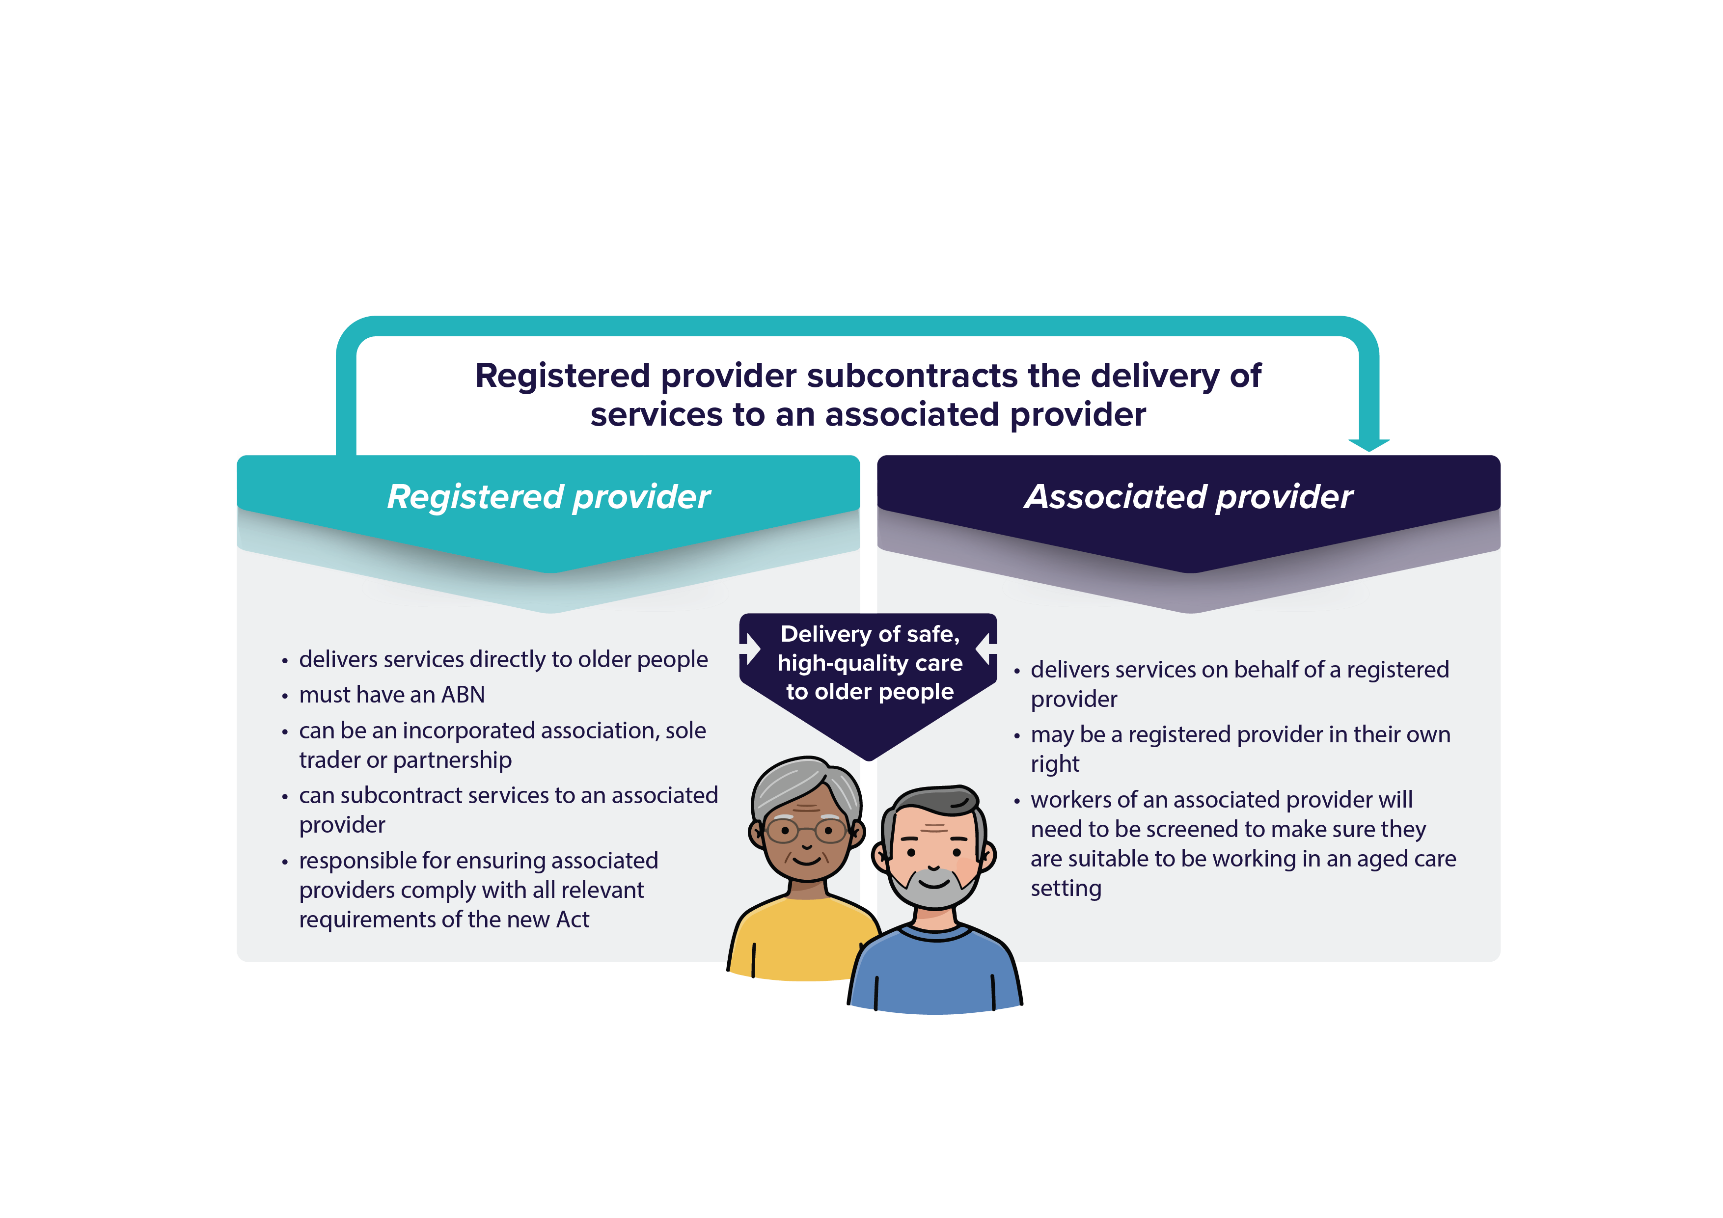 Registered provider subcontracts the delivery of
services to an associated provider
Registered provider
Associated provider
Delivery of safe,
high-quality care
to older people
• delivers services directly to older people
• must have an ABN
• can be an incorporated association, sole
trader or partnership
• can subcontract services to an associated
provider
• responsible for ensuring associated
providers comply with all relevant
requirements of the new Act
• delivers services on behalf of a registered
provider
• may be a registered provider in their own
right
• workers of an associated provider will
need to be screened to make sure they
are suitable to be working in an aged care
setting